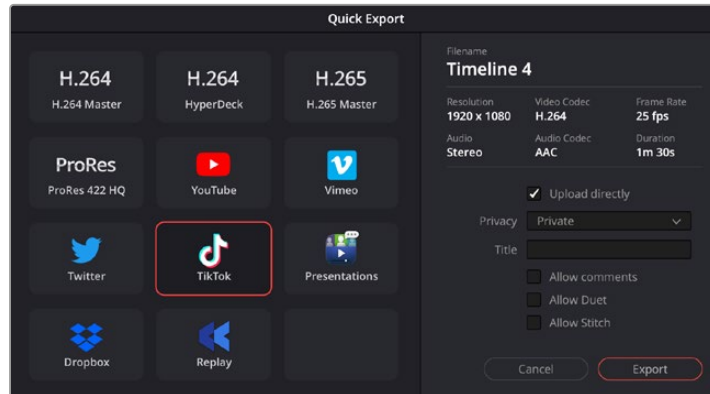 Quick Export
H.264
H.264 Master
H.264
HyperDeck
H.265
H.265 Master
ProRes
ProRes 422 HQ
YouTube
Vimeo
Twitter
TikTok
Presentations
Dropbox
Replay
Filename
Timeline 4
Resolution
1920 x 1080
Video Codec
H.264
Frame Rate
25 fps
Audio
Stereo
Audio Codec
AAC
Duration
1m 30s
Upload directly
Privacy Private
Title
Allow comments
Allow Duet
Allow Stitch
Cancel Export